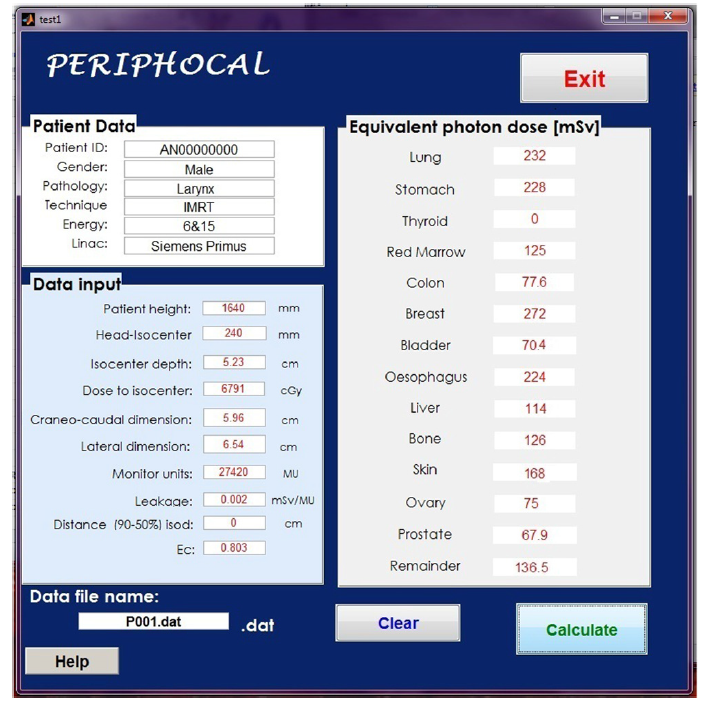 test1
PERIPHOCAL
Exit
Patient Data
Patient ID: AN00000000
Gender: Male
Pathology: Larynx
Technique IMRT
Energy: 6&15
Linac: Siemens Primus
Data input
Patient height: 1640 mm
Head-Isocenter 240 mm
Isocenter depth: 5.23 cm
Dose to isocenter: 6791 cGy
Craneo-caudal dimension: 5.96 cm
Lateral dimension: 6.54 cm
Monitor units: 27420 MU
Leakage: 0.002 mSv/MU
Distance (90-50%) isod: 0 cm
Ec: 0.803
Data file name:
P001.dat .dat
Help
Equivalent photon dose [mSv]
Lung 232
Stomach 228
Thyroid 0
Red Marrow 125
Colon 77.6
Breast 272
Bladder 70.4
Oesophagus 224
Liver 114
Bone 126
Skin 168
Ovary 75
Prostate 67.9
Remainder 136.5
Clear
Calculate